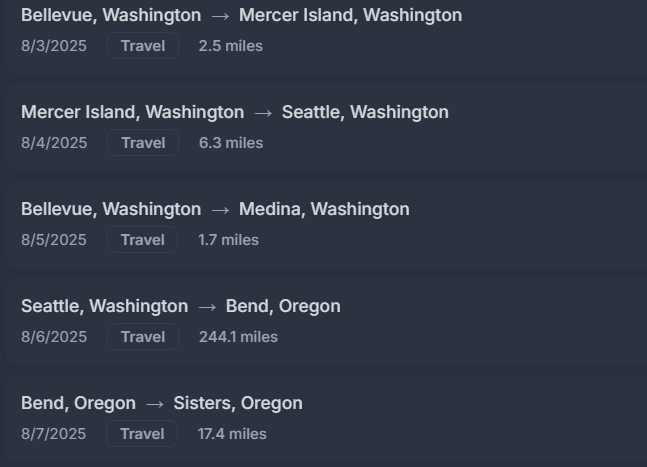 Bellevue, Washington → Mercer Island, Washington
8/3/2025 Travel 2.5 miles
Mercer Island, Washington → Seattle, Washington
8/4/2025 Travel 6.3 miles
Bellevue, Washington → Medina, Washington
8/5/2025 Travel 1.7 miles
Seattle, Washington → Bend, Oregon
8/6/2025 Travel 244.1 miles
Bend, Oregon → Sisters, Oregon
8/7/2025 Travel 17.4 miles